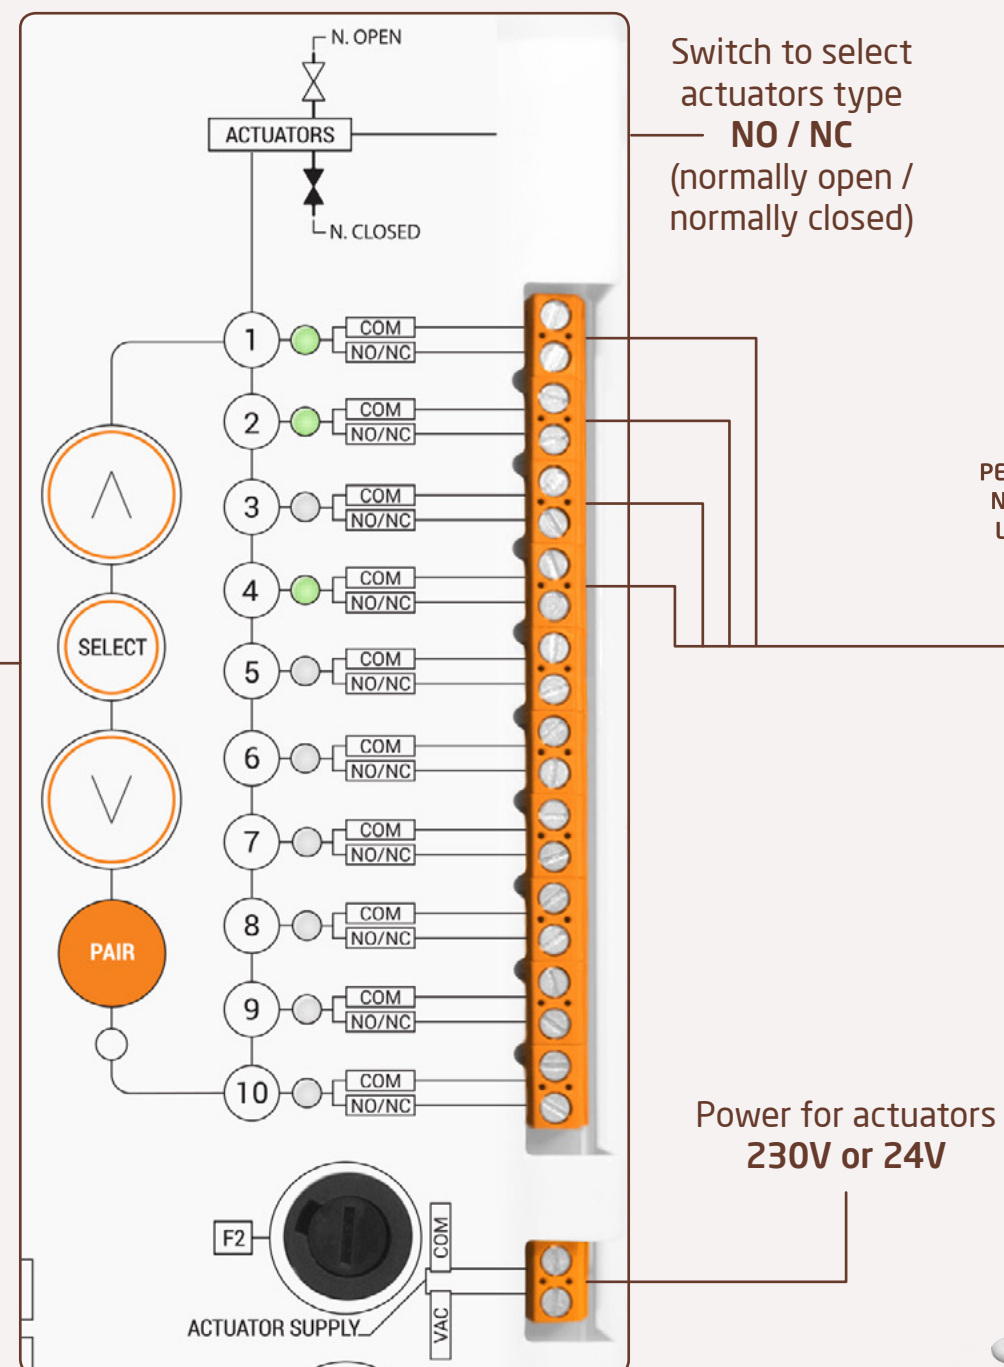 N. OPEN
ACTUATORS
N. CLOSED
Switch to select
actuators type
NO / NC
(normally open /
normally closed)
1 COM
NO/NC
2 COM
NO/NC
3 COM
NO/NC
4 COM
NO/NC
5 COM
NO/NC
6 COM
NO/NC
7 COM
NO/NC
8 COM
NO/NC
9 COM
NO/NC
10 COM
NO/NC
SELECT
PAIR
Power for actuators
230V or 24V
F2
COM
VAC
ACTUATOR SUPPLY